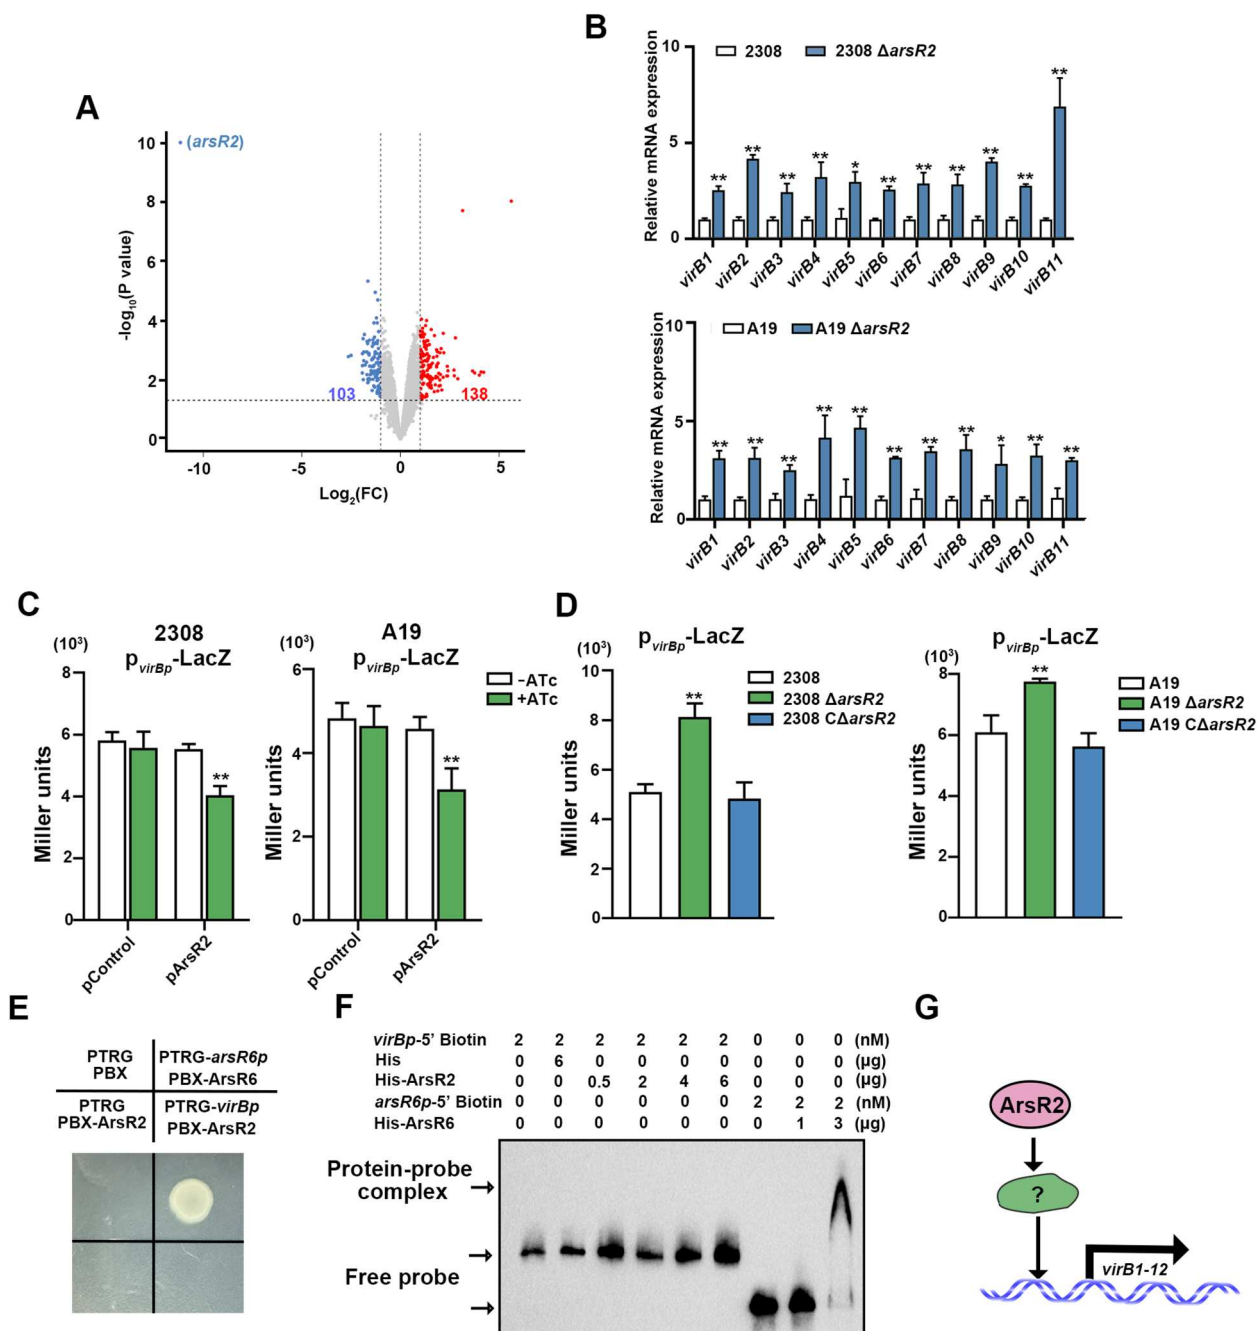 A
(arsR2)
10
8
6
4
2
0
-log10(P value)
103
138
-10
-5
0
5
Log2(FC)
B
2308
2308 ΔarsR2
10
5
0
Relative mRNA expression
** ** ** ** * ** ** ** ** ** **
virB1 virB2 virB3 virB4 virB5 virB6 virB7 virB8 virB9 virB10 virB11
A19
A19 ΔarsR2
10
5
0
Relative mRNA expression
** ** ** ** ** ** ** ** * ** **
virB1 virB2 virB3 virB4 virB5 virB6 virB7 virB8 virB9 virB10 virB11
C
2308
pvirBp-LacZ
(10³)
8
6
4
2
0
Miller units
**
pControl
pArsR2
A19
pvirBp-LacZ
(10³)
6
4
2
0
Miller units
**
pControl
pArsR2
−ATc
+ATc
D
pvirBp-LacZ
(10³)
10
8
6
4
2
0
Miller units
**
2308
2308 ΔarsR2
2308 CΔarsR2
pvirBp-LacZ
(10³)
8
6
4
2
0
Miller units
**
A19
A19 ΔarsR2
A19 CΔarsR2
E
PTRG
PBX
PTRG-arsR6p
PBX-ArsR6
PTRG
PBX-ArsR2
PTRG-virBp
PBX-ArsR2
F
virBp-5' Biotin 2 2 2 2 2 2 0 0 0 (nM)
His 0 6 0 0 0 0 0 0 0 (μg)
His-ArsR2 0 0 0.5 2 4 6 0 0 0 (μg)
arsR6p-5' Biotin 0 0 0 0 0 0 2 2 2 (nM)
His-ArsR6 0 0 0 0 0 0 0 1 3 (μg)
Protein-probe
complex
Free probe
G
ArsR2
?
virB1-12